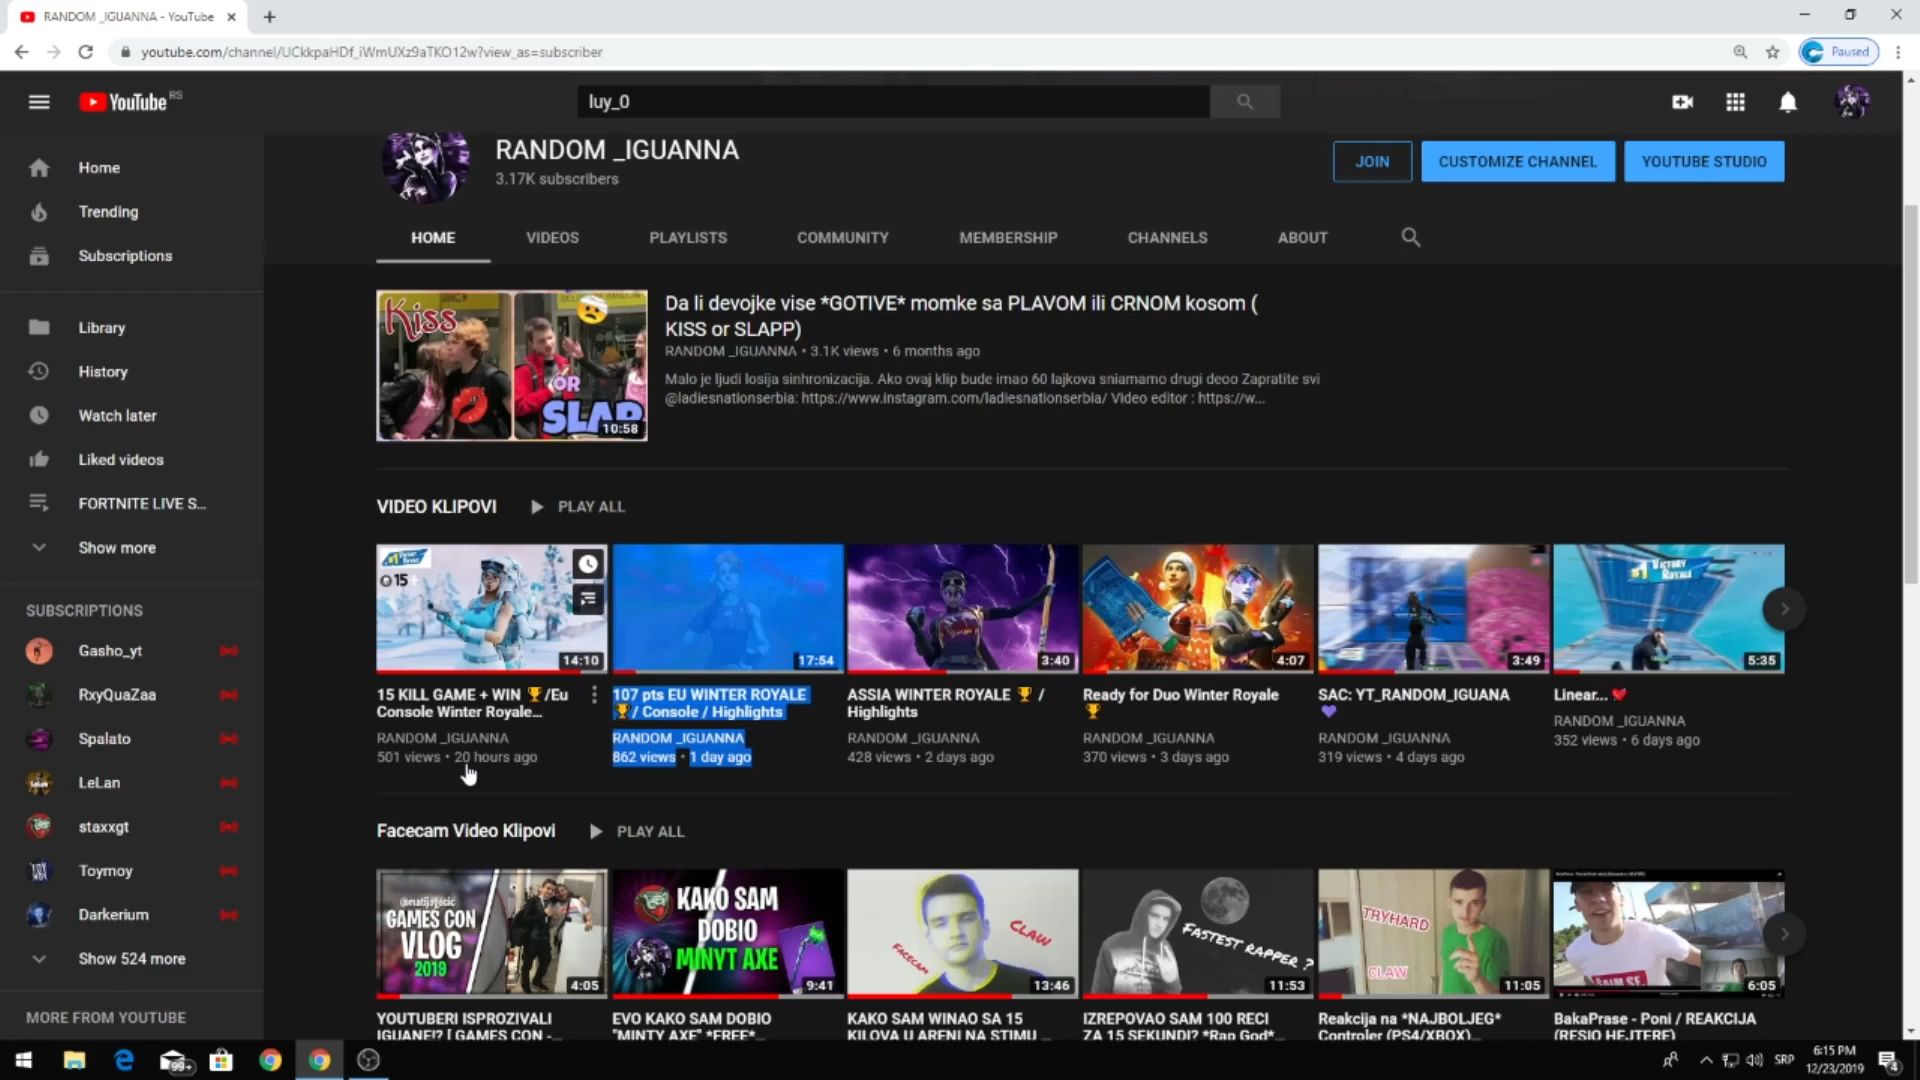 RANDOM _IGUANNA - YouTube
youtube.com/channel/UCkkpaHDf_iWmUXz9aTKO12w?view_as=subscriber
Paused
YouTube RS
luy_0
RANDOM _IGUANNA
3.17K subscribers
JOIN
CUSTOMIZE CHANNEL
YOUTUBE STUDIO
HOME
VIDEOS
PLAYLISTS
COMMUNITY
MEMBERSHIP
CHANNELS
ABOUT
Home
Trending
Subscriptions
Library
History
Watch later
Liked videos
FORTNITE LIVE S...
Show more
SUBSCRIPTIONS
Gasho_yt
RxyQuaZaa
Spalato
LeLan
staxxgt
Toymoy
Darkerium
Show 524 more
MORE FROM YOUTUBE
Kiss
OR
SLAP
10:58
Da li devojke vise *GOTIVE* momke sa PLAVOM ili CRNOM kosom (
KISS or SLAPP)
RANDOM _IGUANNA • 3.1K views • 6 months ago
Malo je ljudi losija sinhronizacija. Ako ovaj klip bude imao 60 lajkova sniamamo drugi deoo Zapratite svi
@ladiesnationserbia: https://www.instagram.com/ladiesnationserbia/ Video editor : https://w...
VIDEO KLIPOVI
PLAY ALL
15
14:10
15 KILL GAME + WIN 🏆/Eu
Console Winter Royale...
RANDOM _IGUANNA
501 views • 20 hours ago
17:54
107 pts EU WINTER ROYALE
🏆/ Console / Highlights
RANDOM _IGUANNA
862 views • 1 day ago
3:40
ASSIA WINTER ROYALE 🏆 /
Highlights
RANDOM _IGUANNA
428 views • 2 days ago
4:07
Ready for Duo Winter Royale
🏆
RANDOM _IGUANNA
370 views • 3 days ago
3:49
SAC: YT_RANDOM_IGUANA
💜
RANDOM _IGUANNA
319 views • 4 days ago
VICTORY ROYALE
5:35
Linear... ❤️
RANDOM _IGUANNA
352 views • 6 days ago
Facecam Video Klipovi
PLAY ALL
@matijagocic
GAMES CON
VLOG
2019
4:05
YOUTUBERI ISPROZIVALI
IGUANE!? [ GAMES CON -...
KAKO SAM
DOBIO
MINYT AXE
9:41
EVO KAKO SAM DOBIO
"MINTY AXE" *FREE*...
FACECAM
CLAW
13:46
KAKO SAM WINAO SA 15
KILOVA U ARENI NA STIMU ...
FASTEST RAPPER ?
11:53
IZREPOVAO SAM 100 RECI
ZA 15 SEKUNDI? *Rap God*...
TRYHARD
CLAW
11:05
Reakcija na *NAJBOLJEG*
Controler (PS4/XBOX)...
6:05
BakaPrase - Poni / REAKCIJA
(RESIO HEJTERE)
99+
SRP
6:15 PM
12/23/2019
4